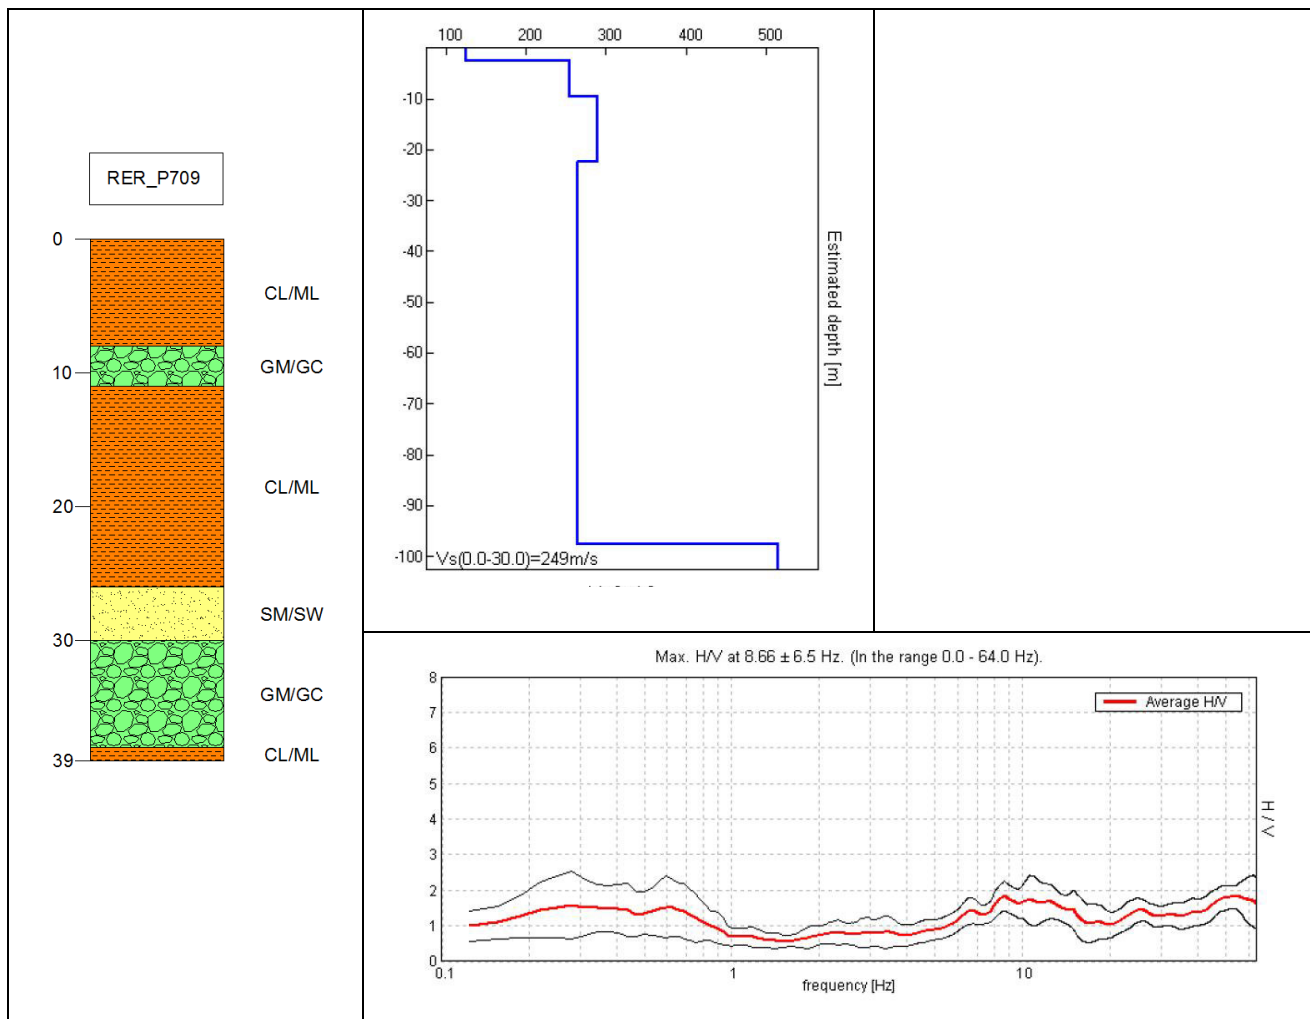 RER_P709
0
CL/ML
GM/GC
10
CL/ML
20
SM/SW
30
GM/GC
CL/ML
39
100 200 300 400 500
-10
-20
-30
-40
-50
-60
-70
-80
-90
-100
Estimated depth [m]
Vs(0.0-30.0)=249m/s
Max. H/V at 8.66 ± 6.5 Hz. (In the range 0.0 - 64.0 Hz).
8
7
6
5
4
3
2
1
0
Average H/V
H / V
0.1 1 10
frequency [Hz]